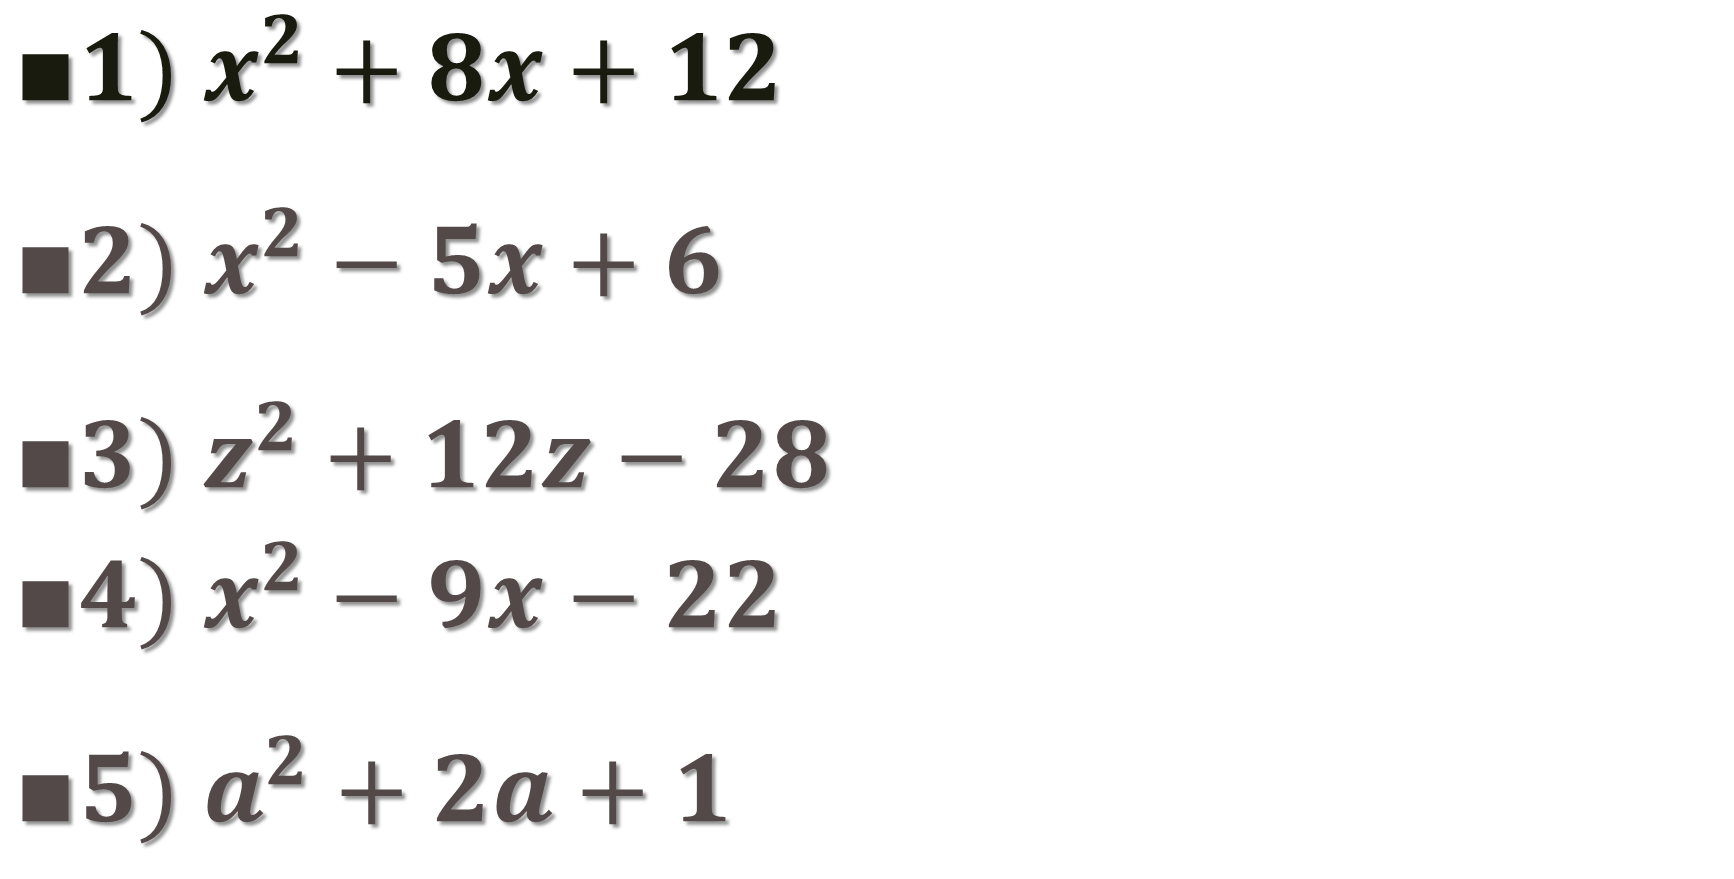 ■1) x² + 8x + 12
■2) x² − 5x + 6
■3) z² + 12z − 28
■4) x² − 9x − 22
■5) a² + 2a + 1